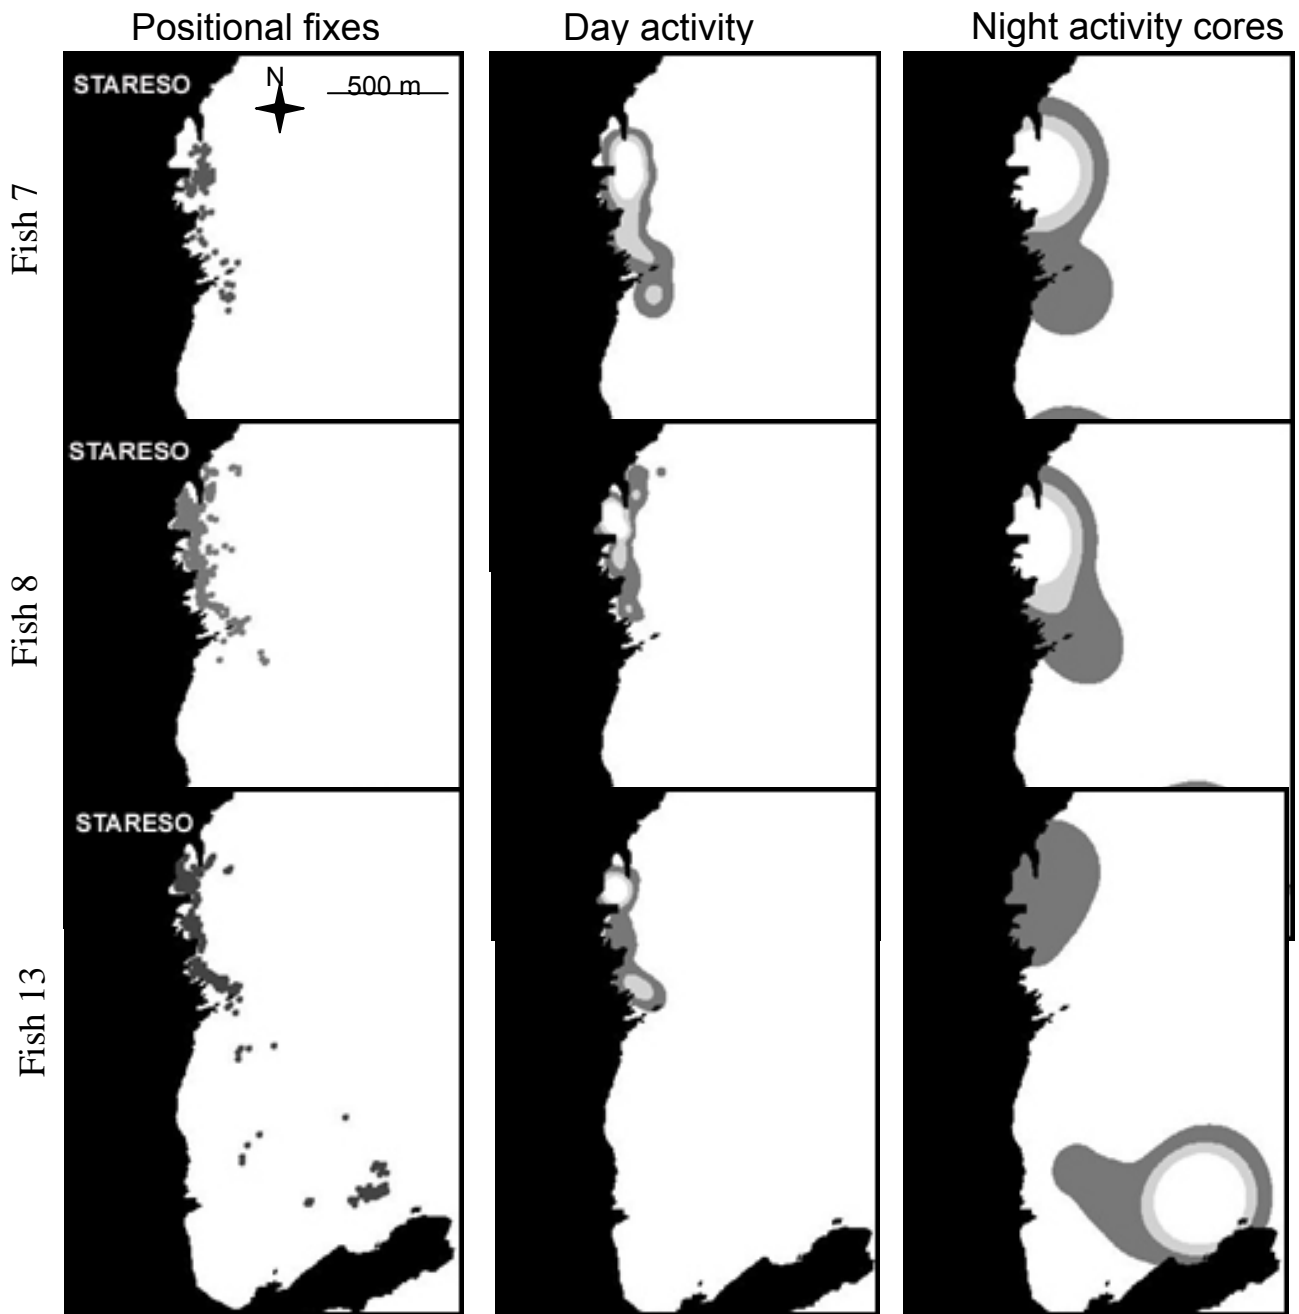 Positional fixes
Day activity
Night activity cores
STARESO
N
500 m
Fish 7
STARESO
Fish 8
STARESO
Fish 13